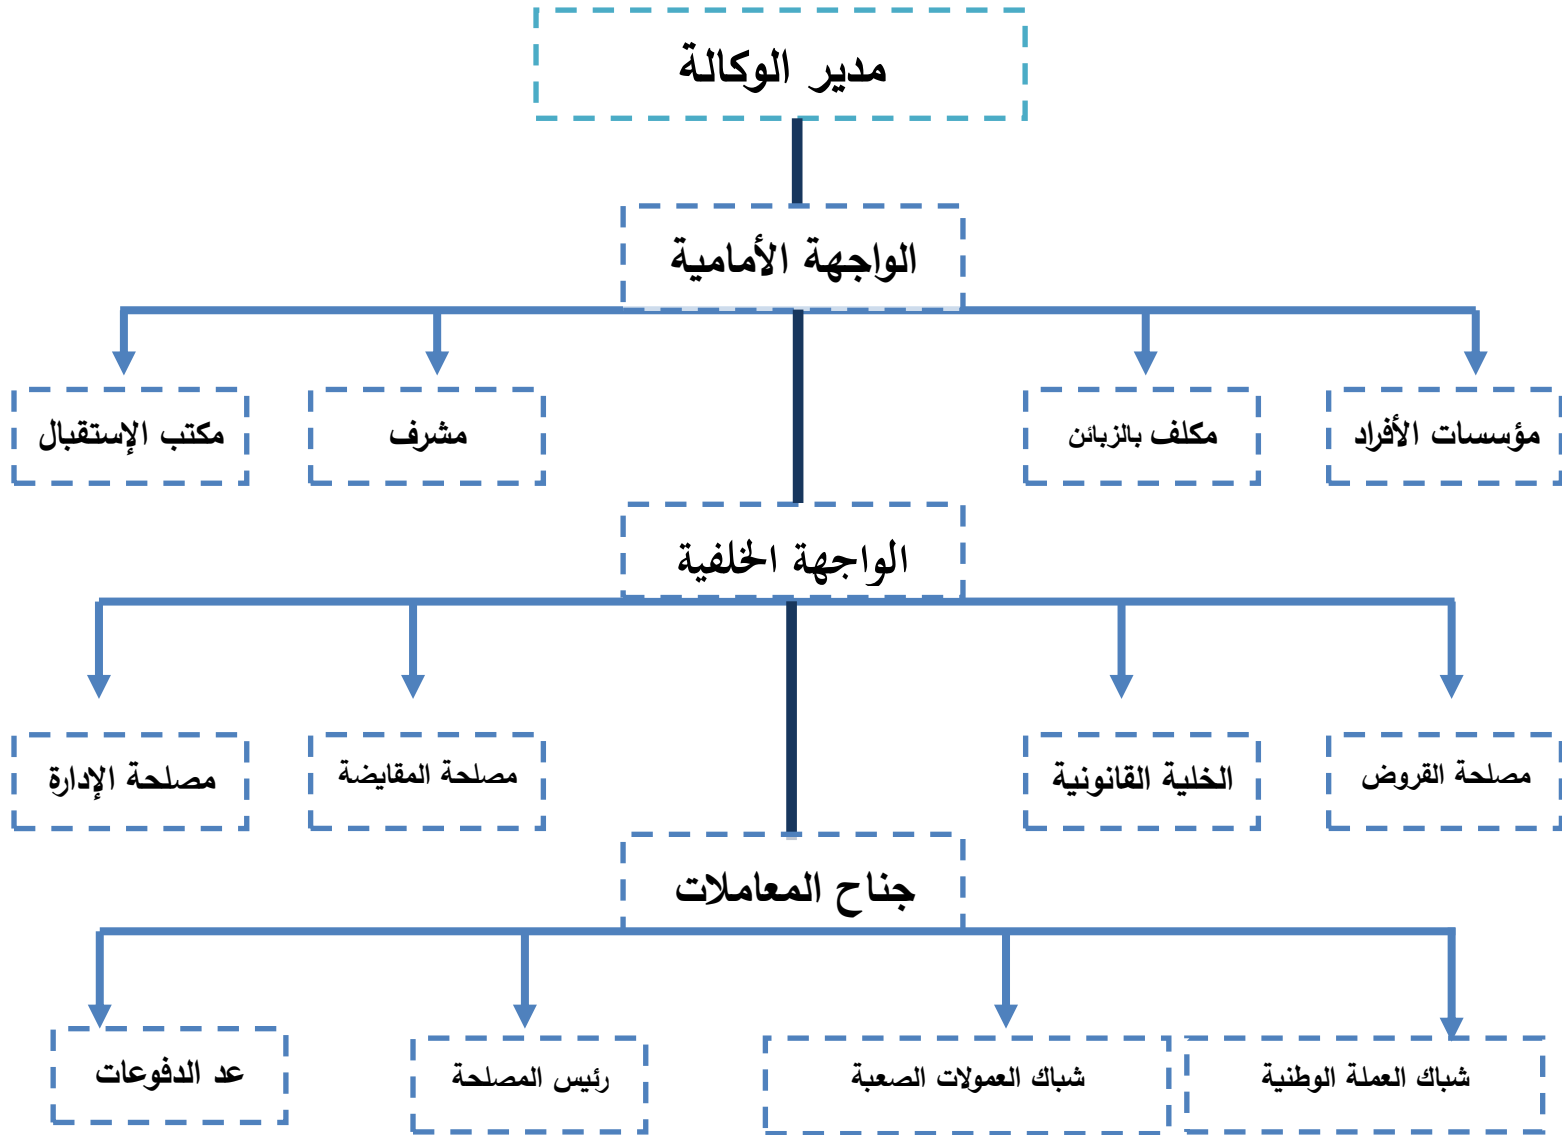 مدير الوكالة
الواجهة الأمامية
مؤسسات الأفراد
مكلف بالزبائن
مشرف
مكتب الإستقبال
الواجهة الخلفية
مصلحة القروض
الخلية القانونية
مصلحة المقايضة
مصلحة الإدارة
جناح المعاملات
شباك العملة الوطنية
شباك العمولات الصعبة
رئيس المصلحة
عد الدفوعات